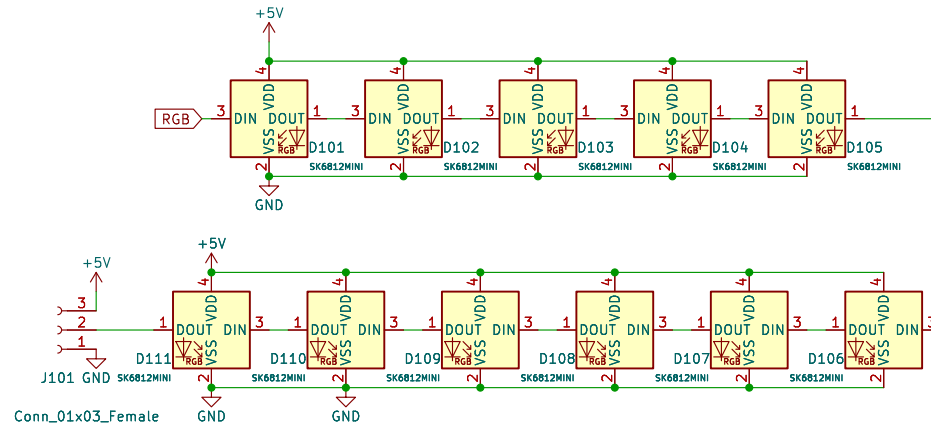 +5V
4 4 4 4 4
VDD VDD VDD VDD VDD
RGB 3 DIN DOUT 1 3 DIN DOUT 1 3 DIN DOUT 1 3 DIN DOUT 1 3 DIN DOUT 1
VSS RGB D101 VSS RGB D102 VSS RGB D103 VSS RGB D104 VSS RGB D105
2 SK6812MINI 2 SK6812MINI 2 SK6812MINI 2 SK6812MINI 2 SK6812MINI
GND
+5V
+5V
4 4 4 4 4 4
3 VDD VDD VDD VDD VDD VDD
2 1 DOUT DIN 3 1 DOUT DIN 3 1 DOUT DIN 3 1 DOUT DIN 3 1 DOUT DIN 3 1 DOUT DIN 3
1 D111 RGB VSS D110 RGB VSS D109 RGB VSS D108 RGB VSS D107 RGB VSS D106 RGB VSS
J101 GND SK6812MINI 2 SK6812MINI 2 SK6812MINI 2 SK6812MINI 2 SK6812MINI 2 SK6812MINI 2
Conn_01x03_Female GND GND